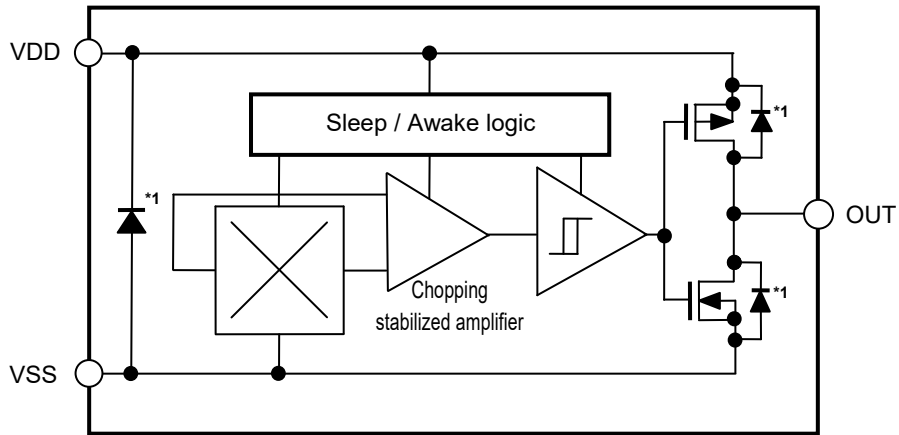 VDD
Sleep / Awake logic
*1
*1
OUT
*1
Chopping
stabilized amplifier
VSS